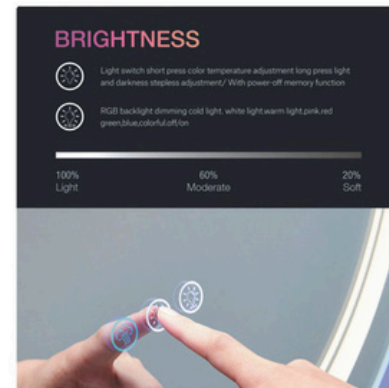 BRIGHTNESS
Light switch short press color temperature adjustment long press light
and darkness stepless adjustment/ With power-off memory function
RGB backlight dimming cold light. white light.warm light.pink.red
green,blue,colorful.off/on
100%
60%
20%
Light
Moderate
Soft